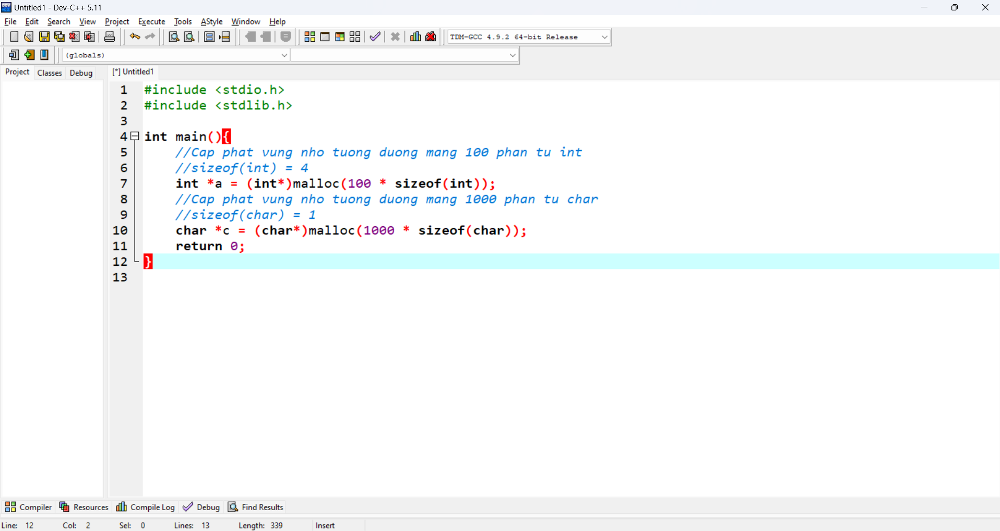 Untitled1 - Dev-C++ 5.11
File Edit Search View Project Execute Tools AStyle Window Help
TDM-GCC 4.9.2 64-bit Release
(globals)
Project Classes Debug [*] Untitled1
1 #include <stdio.h>
2 #include <stdlib.h>
3
4 int main(){
5 //Cap phat vung nho tuong duong mang 100 phan tu int
6 //sizeof(int) = 4
7 int *a = (int*)malloc(100 * sizeof(int));
8 //Cap phat vung nho tuong duong mang 1000 phan tu char
9 //sizeof(char) = 1
10 char *c = (char*)malloc(1000 * sizeof(char));
11 return 0;
12 }
13
Compiler Resources Compile Log Debug Find Results
Line: 12 Col: 2 Sel: 0 Lines: 13 Length: 339 Insert